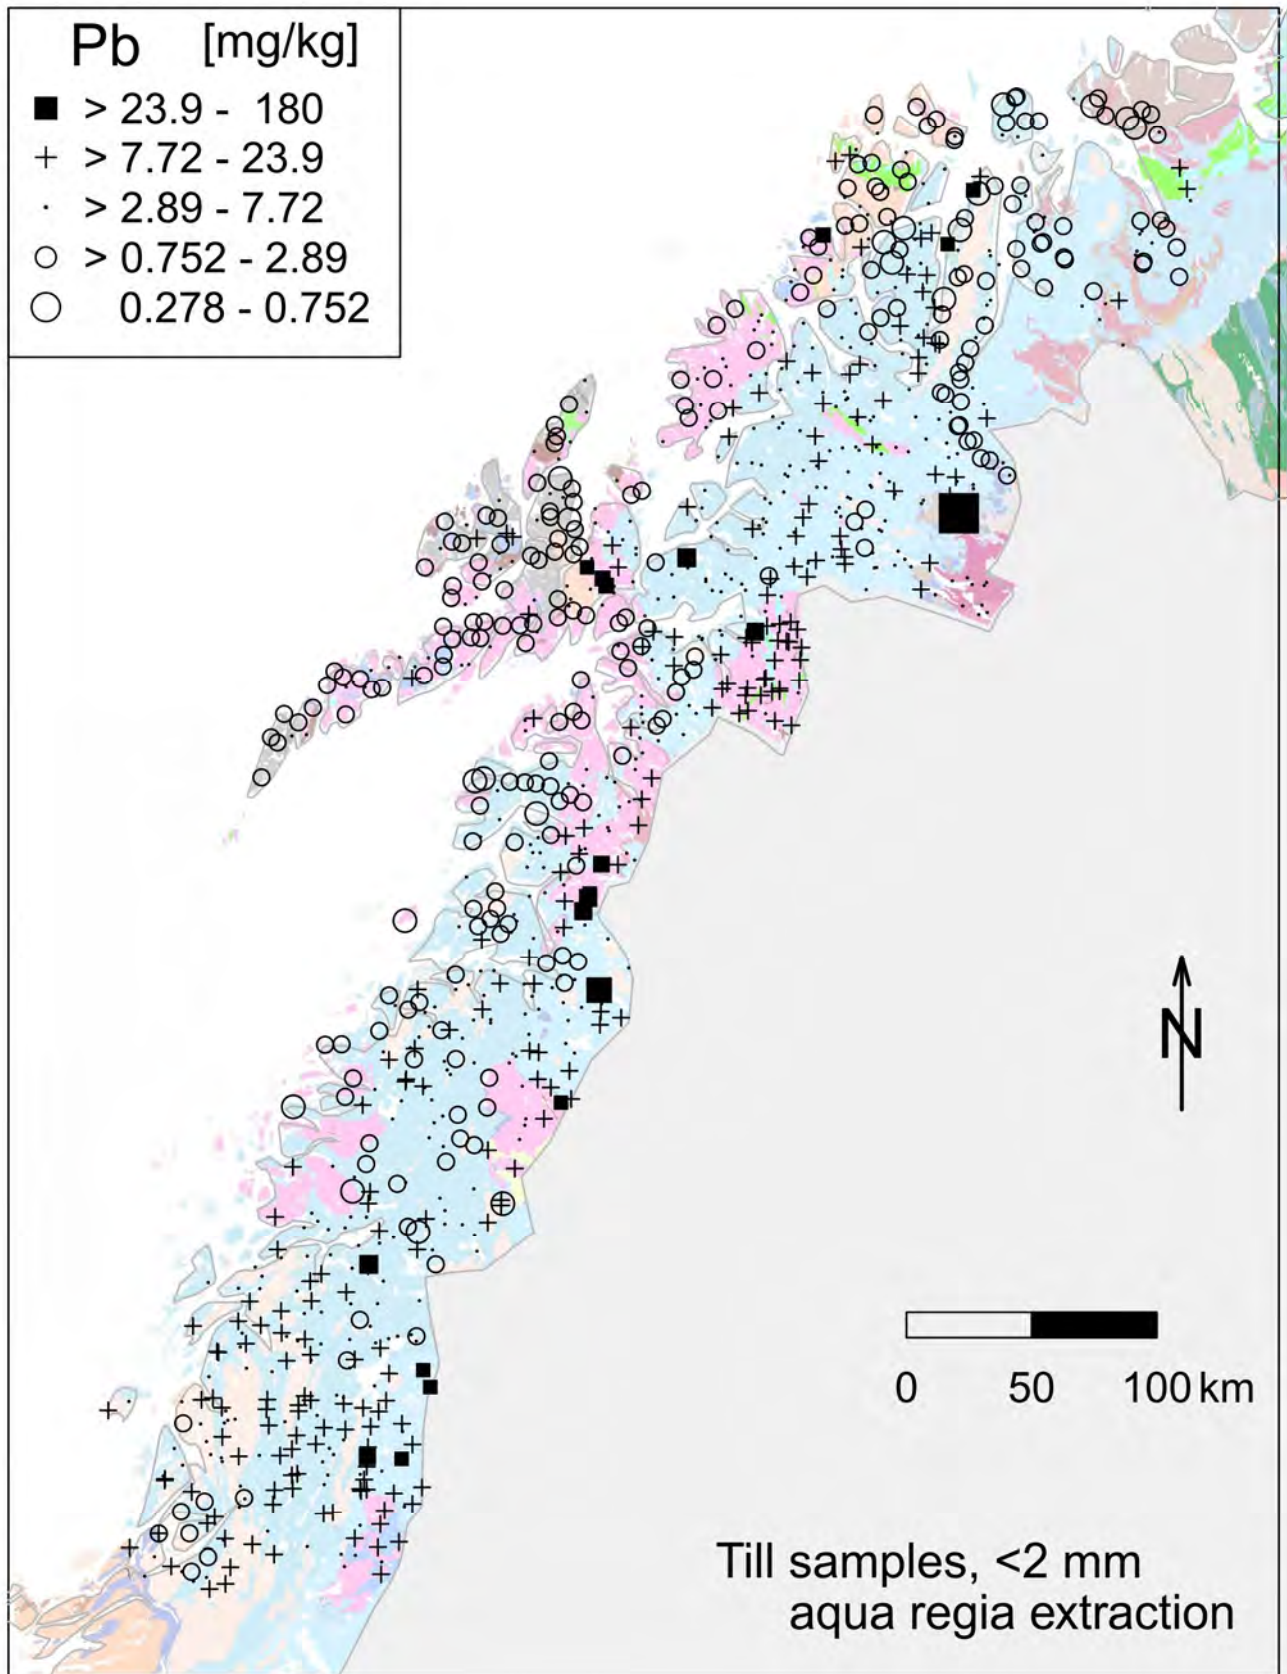 Pb [mg/kg]
■ > 23.9 - 180
+ > 7.72 - 23.9
· > 2.89 - 7.72
○ > 0.752 - 2.89
◯ 0.278 - 0.752
N
0 50 100 km
Till samples, <2 mm
aqua regia extraction